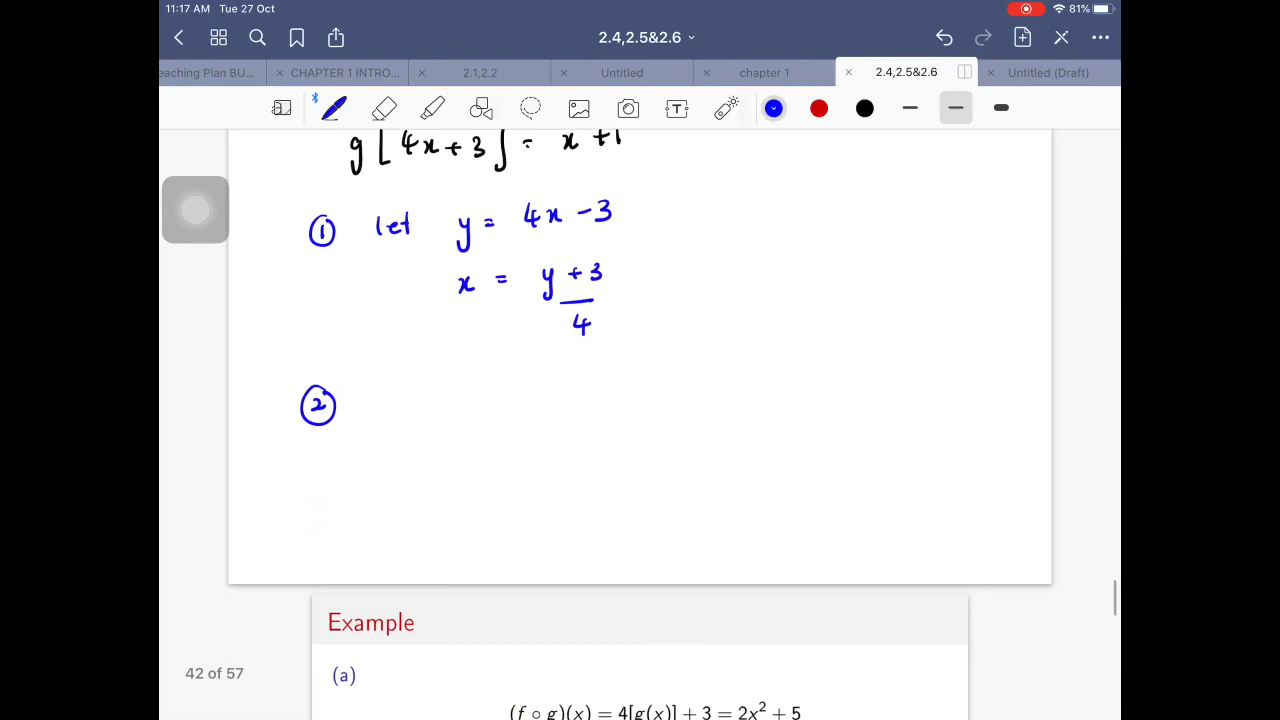 11:17 AM Tue 27 Oct 81%
2.4,2.5&2.6
eaching Plan BU... CHAPTER 1 INTRO... 2.1,2.2 Untitled chapter 1 2.4,2.5&2.6 Untitled (Draft)
g[4x+3] = x+1
① let y = 4x -3
x = y + 3
4
②
Example
(a)
42 of 57
(f ∘ g)(x) = 4[g(x)] + 3 = 2x² + 5